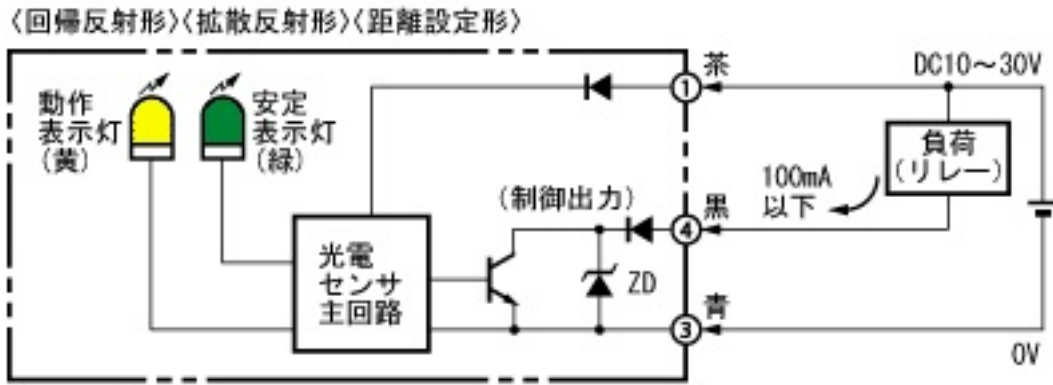 〈回帰反射形〉〈拡散反射形〉〈距離設定形〉
動作
表示灯
(黄)
安定
表示灯
(緑)
①
茶
DC10～30V
負荷
(リレー)
100mA
以下
(制御出力)
④
黒
光電
センサ
主回路
ZD
③
青
0V